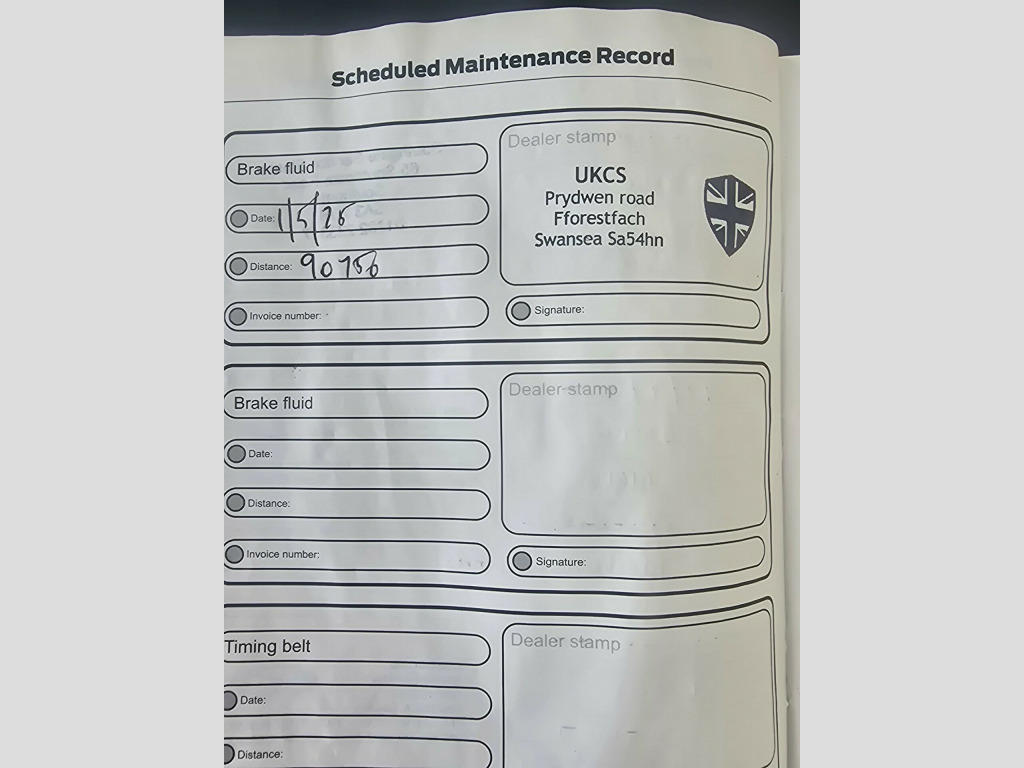 Scheduled Maintenance Record
Brake fluid
Date: 1/5/25
Distance: 90756
Invoice number:
Dealer stamp
UKCS
Prydwen road
Fforestfach
Swansea Sa54hn
Signature:
Brake fluid
Date:
Distance:
Invoice number:
Dealer stamp
Signature:
Timing belt
Date:
Distance:
Dealer stamp